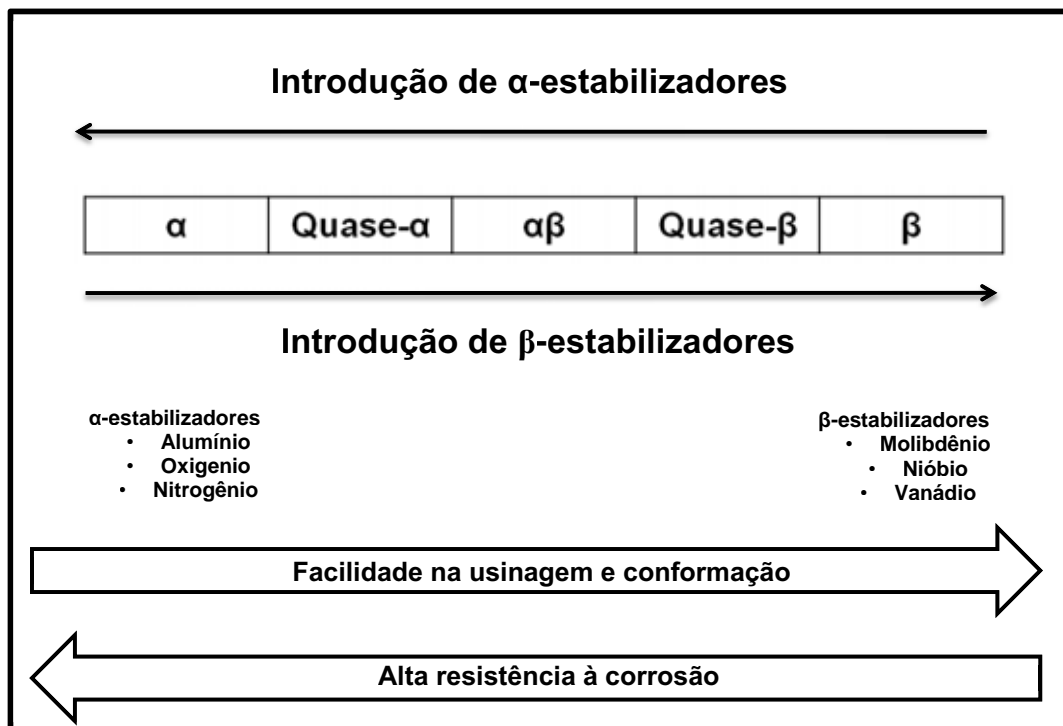 Introdução de α-estabilizadores
α Quase-α αβ Quase-β β
Introdução de β-estabilizadores
α-estabilizadores
• Alumínio
• Oxigenio
• Nitrogênio
β-estabilizadores
• Molibdênio
• Nióbio
• Vanádio
Facilidade na usinagem e conformação
Alta resistência à corrosão